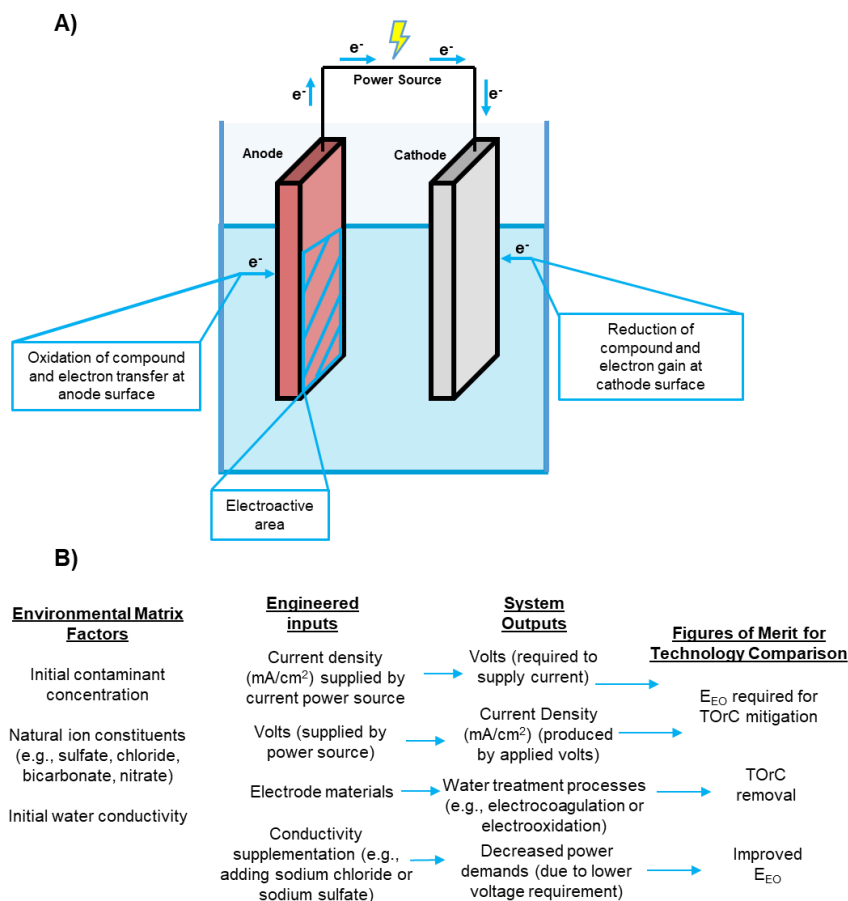 A)
e-
e-
Power Source
e-
e-
Anode
Cathode
e-
e-
Oxidation of compound
and electron transfer at
anode surface
Reduction of
compound and
electron gain at
cathode surface
Electroactive
area
B)
Environmental Matrix
Factors
Initial contaminant
concentration
Natural ion constituents
(e.g., sulfate, chloride,
bicarbonate, nitrate)
Initial water conductivity
Engineered
inputs
Current density
(mA/cm²) supplied by
current power source
Volts (supplied by
power source)
Electrode materials
Conductivity
supplementation (e.g.,
adding sodium chloride or
sodium sulfate)
System
Outputs
Volts (required to
supply current)
Current Density
(mA/cm²) (produced
by applied volts)
Water treatment processes
(e.g., electrocoagulation or
electrooxidation)
Decreased power
demands (due to lower
voltage requirement)
Figures of Merit for
Technology Comparison
EEO required for
TOrC mitigation
TOrC
removal
Improved
EEO